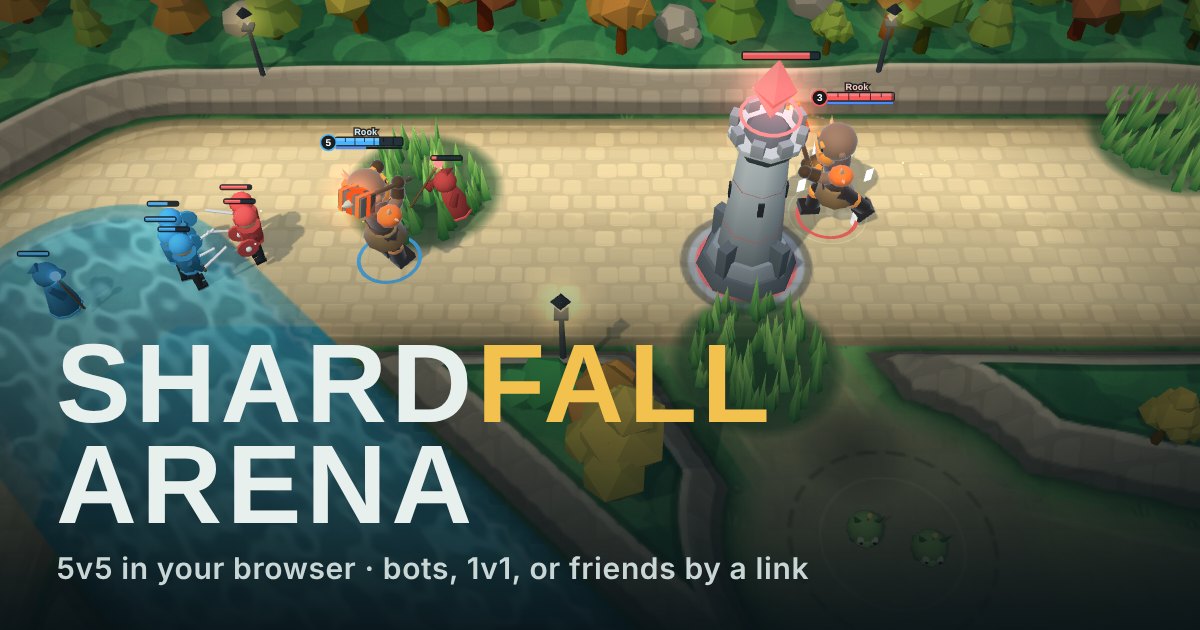 Rook
3
Rook
5
SHARDFALL
ARENA
5v5 in your browser · bots, 1v1, or friends by a link